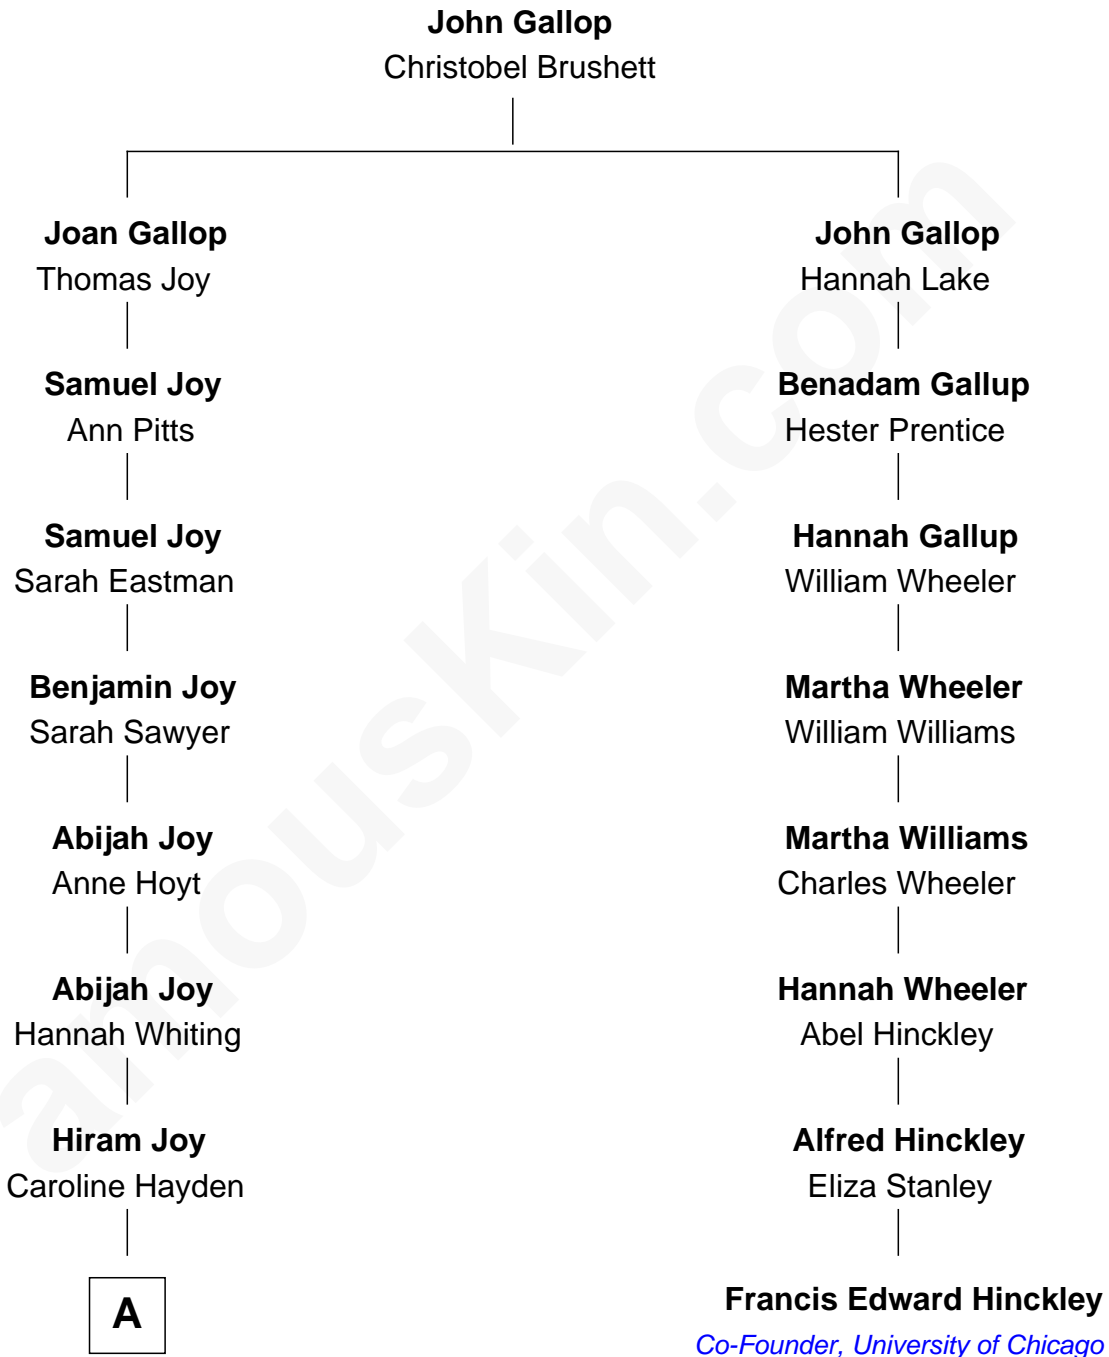 John Gallop
Christobel Brushett
Joan Gallop
Thomas Joy
John Gallop
Hannah Lake
Samuel Joy
Ann Pitts
Benadam Gallup
Hester Prentice
Samuel Joy
Sarah Eastman
Hannah Gallup
William Wheeler
Benjamin Joy
Sarah Sawyer
Martha Wheeler
William Williams
Abijah Joy
Anne Hoyt
Martha Williams
Charles Wheeler
Abijah Joy
Hannah Whiting
Hannah Wheeler
Abel Hinckley
Hiram Joy
Caroline Hayden
Alfred Hinckley
Eliza Stanley
A
Francis Edward Hinckley
Co-Founder, University of Chicago
amousKin.com